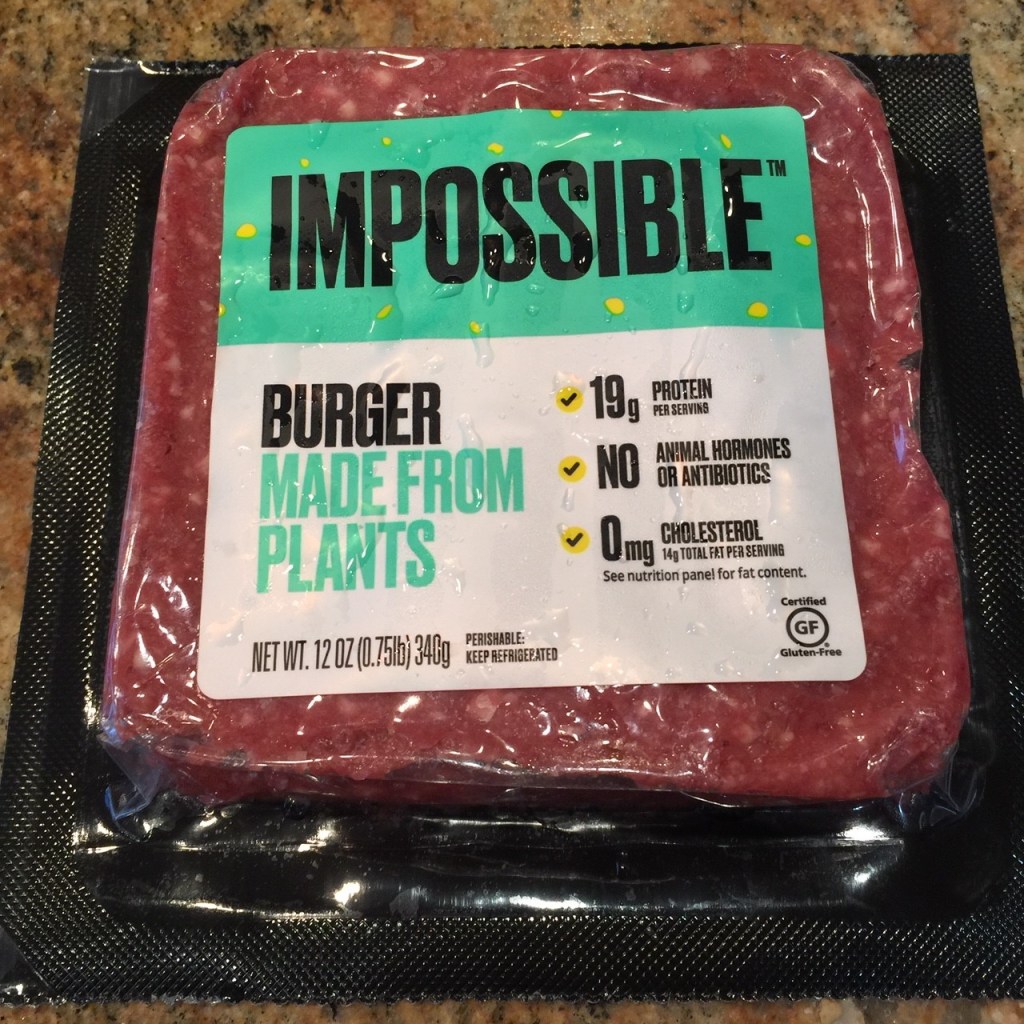 IMPOSSIBLE™
BURGER
MADE FROM
PLANTS
19g PROTEIN
PER SERVING
NO ANIMAL HORMONES
OR ANTIBIOTICS
0mg CHOLESTEROL
14g TOTAL FAT PER SERVING
See nutrition panel for fat content.
NET WT. 12 OZ (0.75lb) 340g
PERISHABLE:
KEEP REFRIGERATED
Certified
GF
Gluten-Free